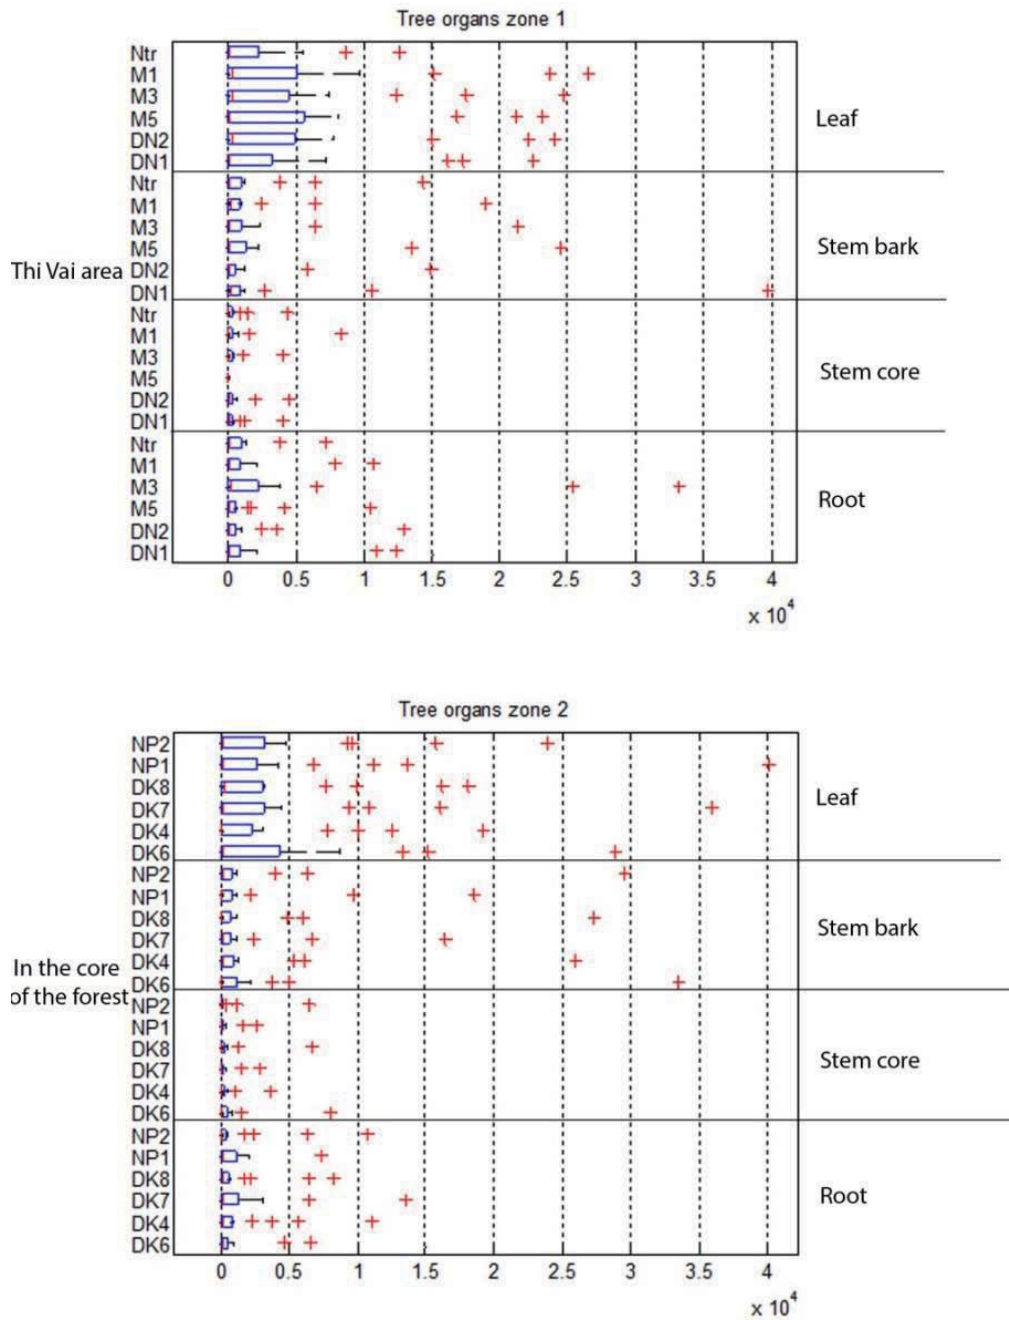 Tree organs zone 1
Ntr
M1
M3
M5
DN2
DN1
Leaf
Ntr
M1
M3
M5
DN2
DN1
Stem bark
Thi Vai area
Ntr
M1
M3
M5
DN2
DN1
Stem core
Ntr
M1
M3
M5
DN2
DN1
Root
0 0.5 1 1.5 2 2.5 3 3.5 4
x 10^4
Tree organs zone 2
NP2
NP1
DK8
DK7
DK4
DK6
Leaf
NP2
NP1
DK8
DK7
DK4
DK6
Stem bark
In the core
of the forest
NP2
NP1
DK8
DK7
DK4
DK6
Stem core
NP2
NP1
DK8
DK7
DK4
DK6
Root
0 0.5 1 1.5 2 2.5 3 3.5 4
x 10^4